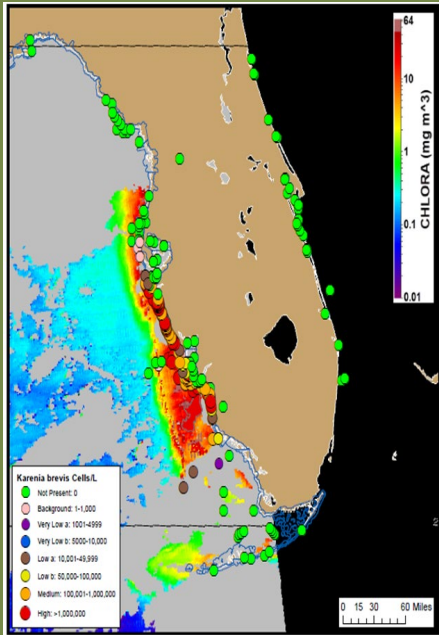 64
10
1
0.1
0.01
CHLORA (mg m^3)
Karenia brevis Cells/L
Not Present: 0
Background: 1-1,000
Very Low a: 1001-4999
Very Low b: 5000-10,000
Low a: 10,001-49,999
Low b: 50,000-100,000
Medium: 100,001-1,000,000
High: >1,000,000
2
0 15 30 60 Miles